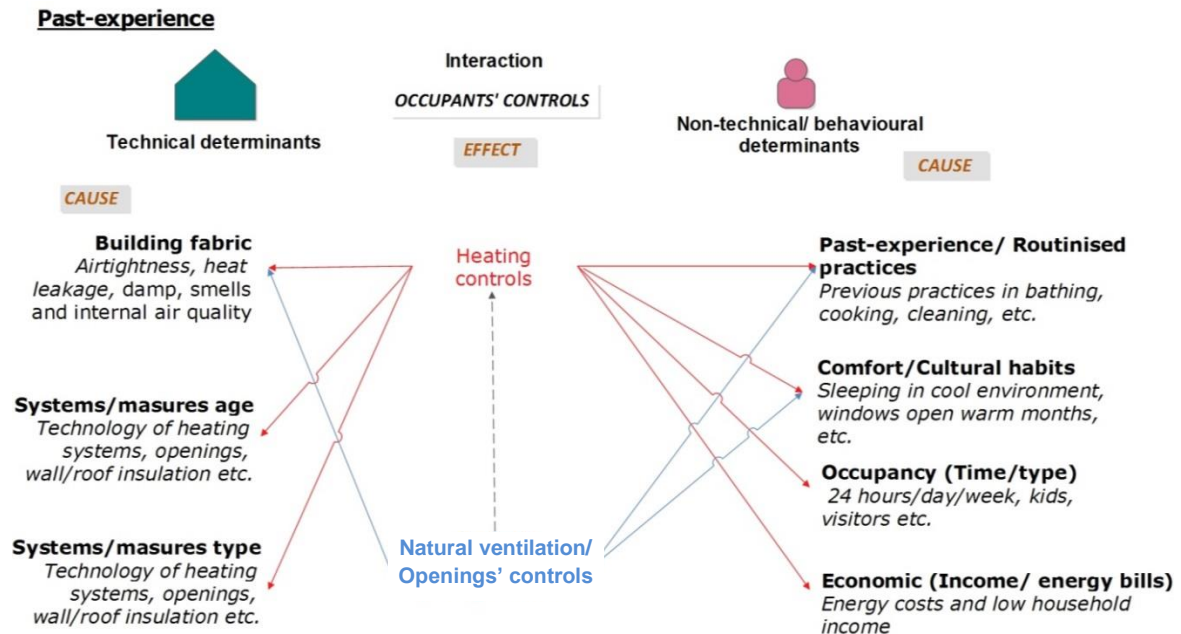 Past-experience
Technical determinants
CAUSE
Interaction
OCCUPANTS' CONTROLS
EFFECT
Non-technical/ behavioural
determinants
CAUSE
Building fabric
Airtightness, heat
leakage, damp, smells
and internal air quality
Systems/masures age
Technology of heating
systems, openings,
wall/roof insulation etc.
Systems/masures type
Technology of heating
systems, openings,
wall/roof insulation etc.
Heating
controls
Natural ventilation/
Openings’ controls
Past-experience/ Routinised
practices
Previous practices in bathing,
cooking, cleaning, etc.
Comfort/Cultural habits
Sleeping in cool environment,
windows open warm months,
etc.
Occupancy (Time/type)
24 hours/day/week, kids,
visitors etc.
Economic (Income/ energy bills)
Energy costs and low household
income